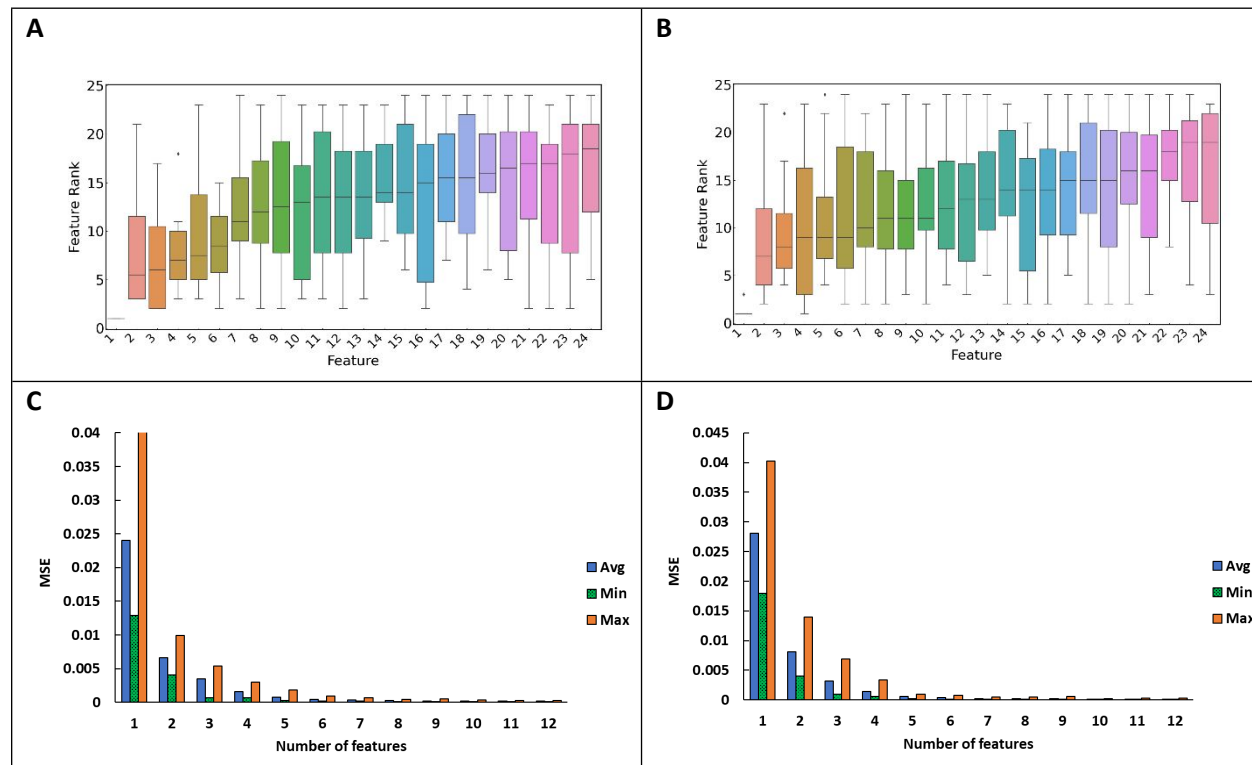 A
25
20
15
10
5
0
Feature Rank
1 2 3 4 5 6 7 8 9 10 11 12 13 14 15 16 17 18 19 20 21 22 23 24
Feature
B
25
20
15
10
5
0
Feature Rank
1 2 3 4 5 6 7 8 9 10 11 12 13 14 15 16 17 18 19 20 21 22 23 24
Feature
C
0.04
0.035
0.03
0.025
0.02
0.015
0.01
0.005
0
MSE
1 2 3 4 5 6 7 8 9 10 11 12
Number of features
Avg
Min
Max
D
0.045
0.04
0.035
0.03
0.025
0.02
0.015
0.01
0.005
0
MSE
1 2 3 4 5 6 7 8 9 10 11 12
Number of features
Avg
Min
Max